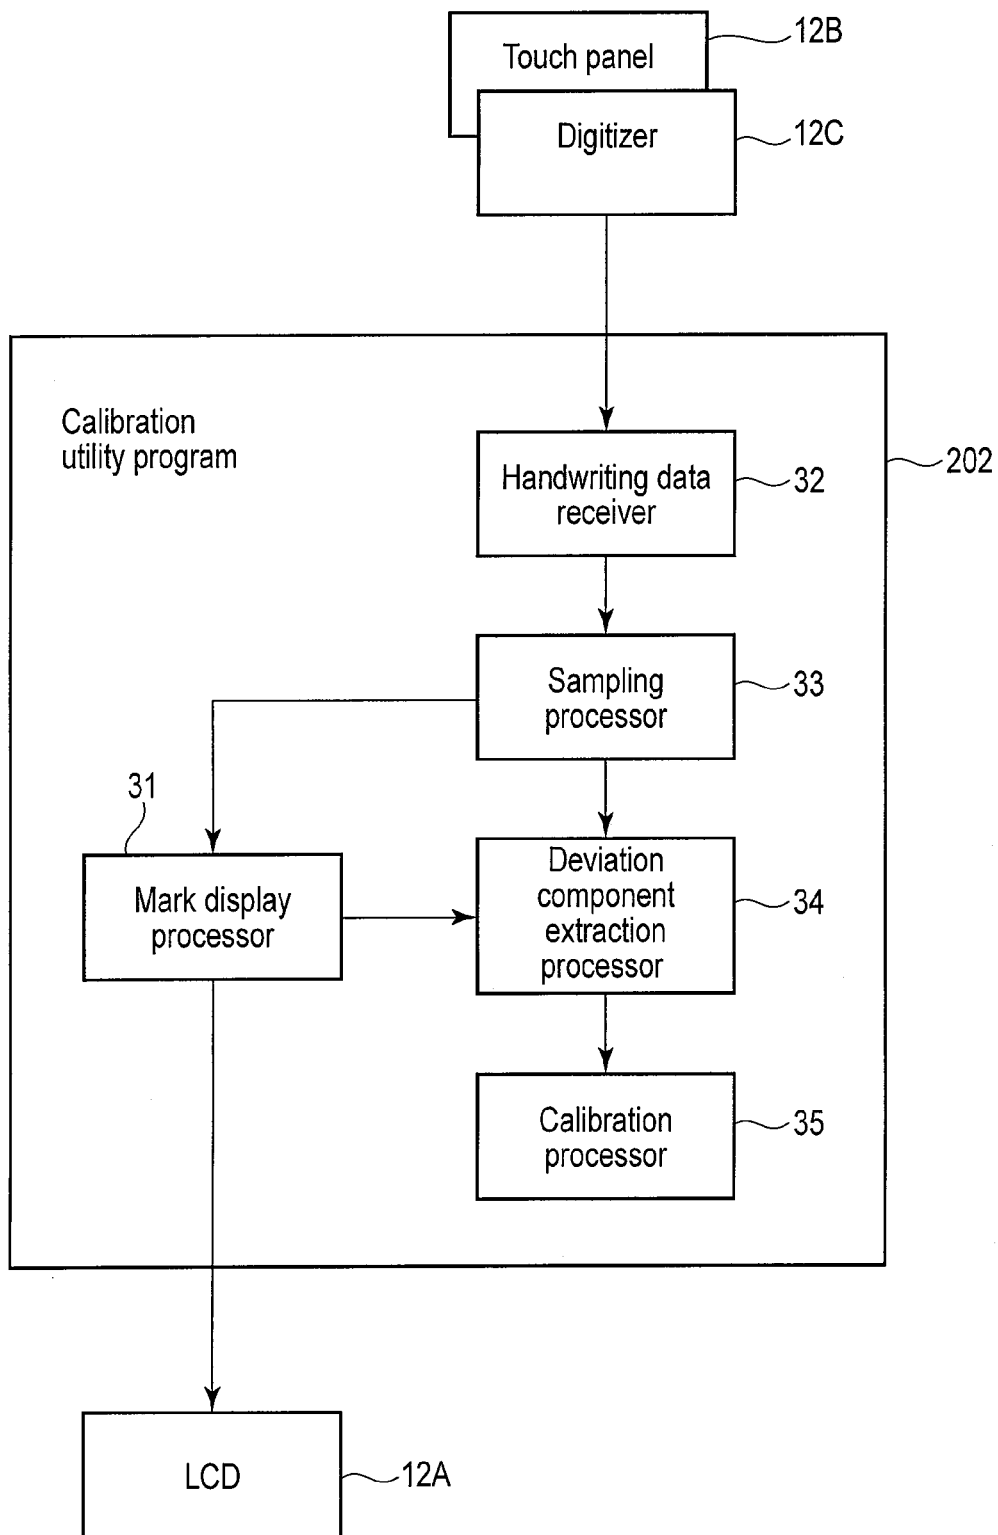 12B
Touch panel
Digitizer
12C
Calibration
utility program
202
Handwriting data
receiver
32
Sampling
processor
33
31
Mark display
processor
Deviation
component
extraction
processor
34
Calibration
processor
35
LCD
12A